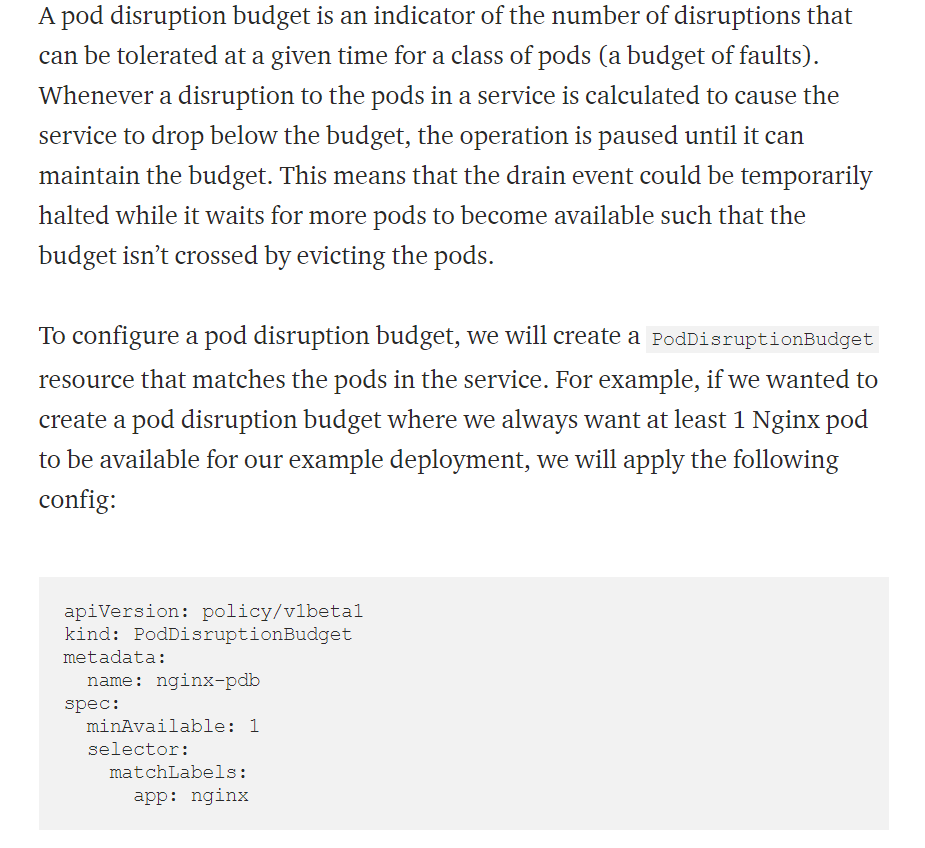 A pod disruption budget is an indicator of the number of disruptions that
can be tolerated at a given time for a class of pods (a budget of faults).
Whenever a disruption to the pods in a service is calculated to cause the
service to drop below the budget, the operation is paused until it can
maintain the budget. This means that the drain event could be temporarily
halted while it waits for more pods to become available such that the
budget isn’t crossed by evicting the pods.
To configure a pod disruption budget, we will create a PodDisruptionBudget
resource that matches the pods in the service. For example, if we wanted to
create a pod disruption budget where we always want at least 1 Nginx pod
to be available for our example deployment, we will apply the following
config:
apiVersion: policy/v1beta1
kind: PodDisruptionBudget
metadata:
  name: nginx-pdb
spec:
  minAvailable: 1
  selector:
    matchLabels:
      app: nginx